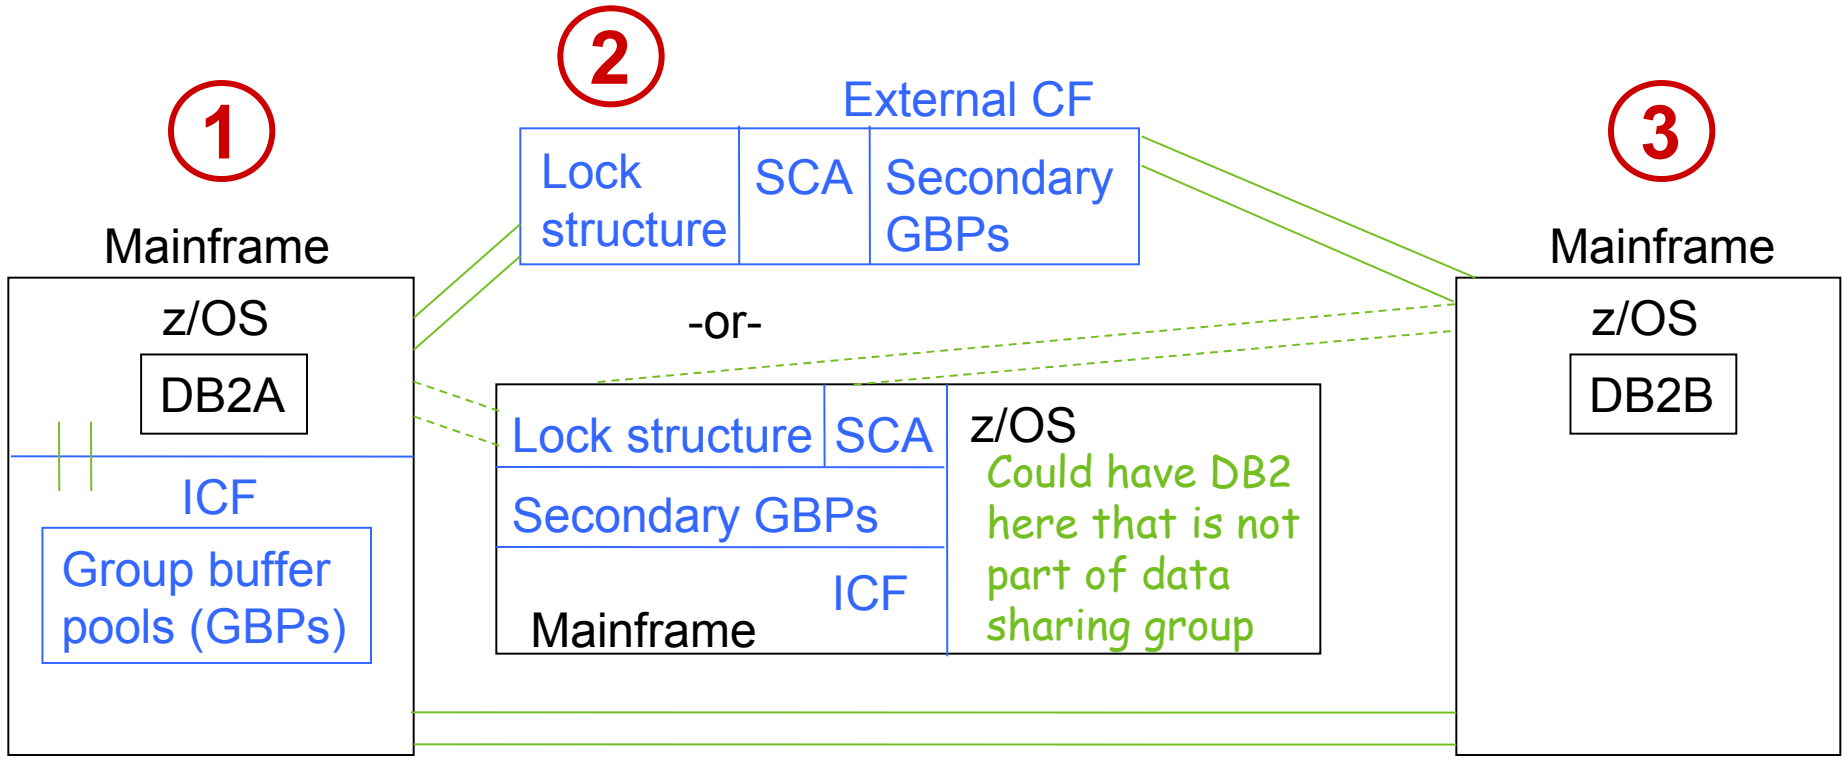 1
Mainframe
z/OS
DB2A
ICF
Group buffer
pools (GBPs)
2
External CF
Lock
structure
SCA
Secondary
GBPs
-or-
Lock structure
SCA
Secondary GBPs
ICF
Mainframe
z/OS
Could have DB2
here that is not
part of data
sharing group
3
Mainframe
z/OS
DB2B